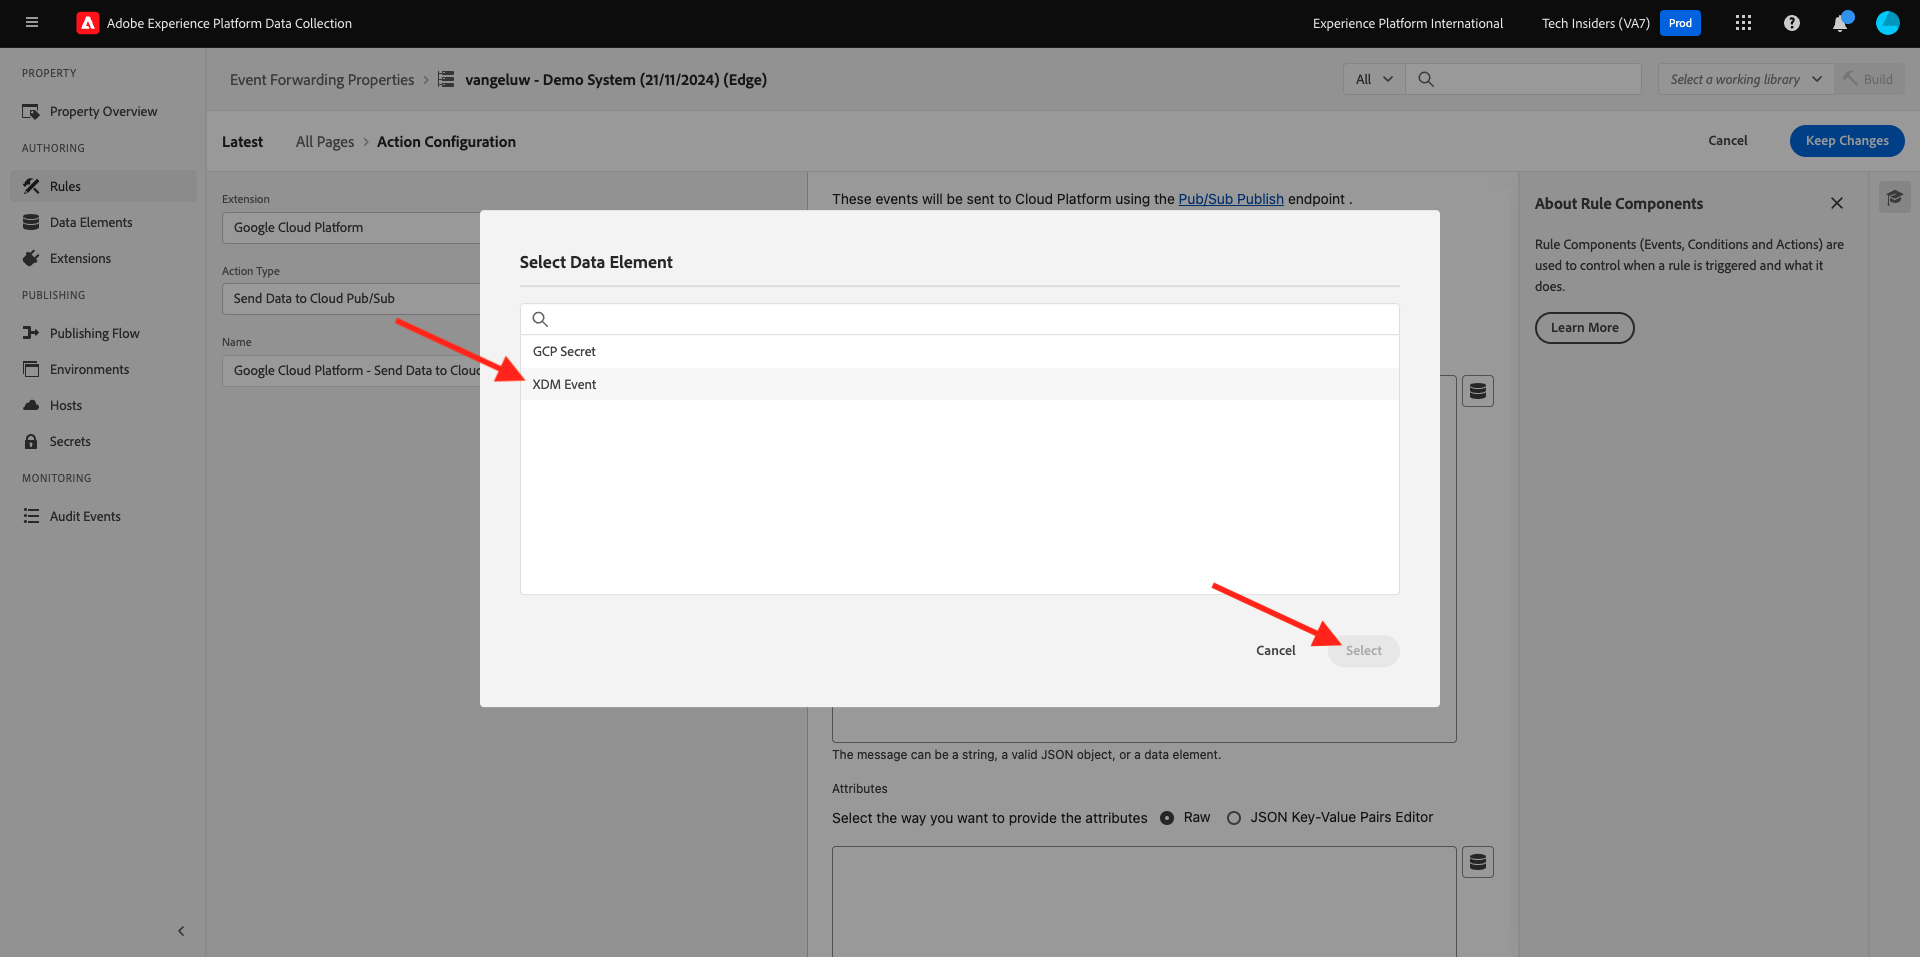 Adobe Experience Platform Data Collection
Experience Platform International
Tech Insiders (VA7)
Prod
PROPERTY
Property Overview
AUTHORING
Rules
Data Elements
Extensions
PUBLISHING
Publishing Flow
Environments
Hosts
Secrets
MONITORING
Audit Events
Event Forwarding Properties
vangeluw - Demo System (21/11/2024) (Edge)
All
Select a working library
Build
Latest
All Pages
Action Configuration
Cancel
Keep Changes
Extension
Google Cloud Platform
Action Type
Send Data to Cloud Pub/Sub
Name
Google Cloud Platform - Send Data to Cloud
These events will be sent to Cloud Platform using the Pub/Sub Publish endpoint .
Select Data Element
GCP Secret
XDM Event
Cancel
Select
The message can be a string, a valid JSON object, or a data element.
Attributes
Select the way you want to provide the attributes
Raw
JSON Key-Value Pairs Editor
About Rule Components
Rule Components (Events, Conditions and Actions) are
used to control when a rule is triggered and what it
does.
Learn More